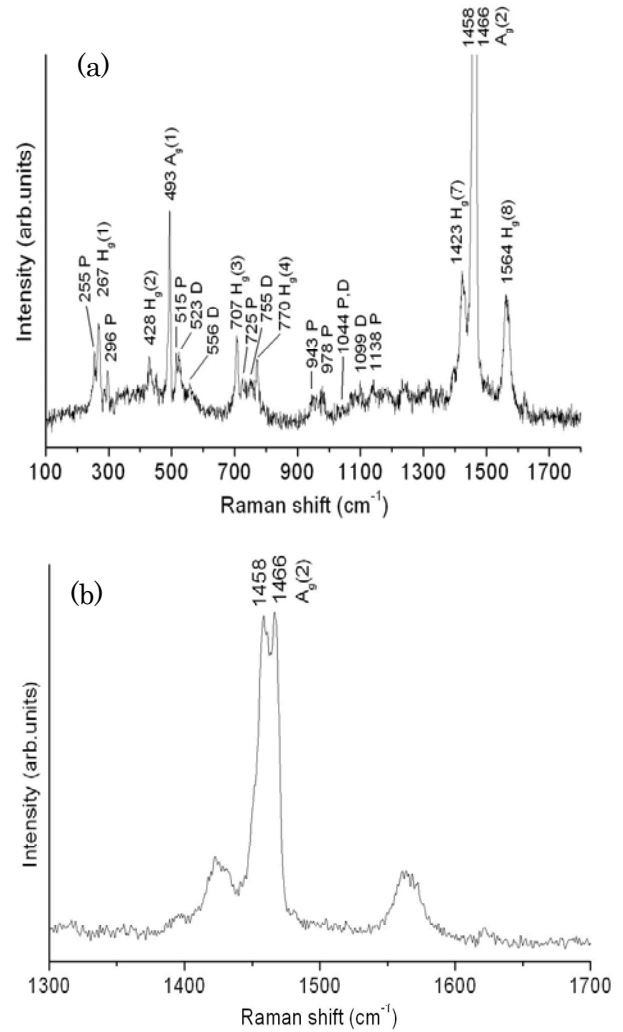 (a)
Intensity (arb.units)
255 P
267 Hg(1)
296 P
428 Hg(2)
493 Ag(1)
515 P
523 D
556 D
707 Hg(3)
725 P
755 D
770 Hg(4)
943 P
978 P
1044 P,D
1099 D
1138 P
1423 Hg(7)
1458
1466
Ag(2)
1564 Hg(8)
100 300 500 700 900 1100 1300 1500 1700
Raman shift (cm-1)
(b)
Intensity (arb.units)
1458
1466
Ag(2)
1300 1400 1500 1600 1700
Raman shift (cm-1)